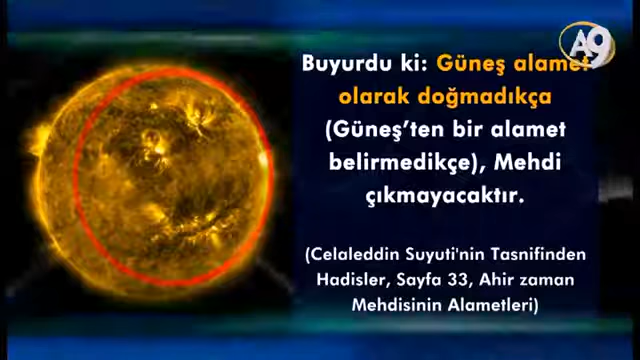 A9
Buyurdu ki: Güneş alamet
olarak doğmadıkça
(Güneş'ten bir alamet
belirmedikçe), Mehdi
çıkmayacaktır.
(Celaleddin Suyuti'nin Tasnifinden
Hadisler, Sayfa 33, Ahir zaman
Mehdisinin Alametleri)